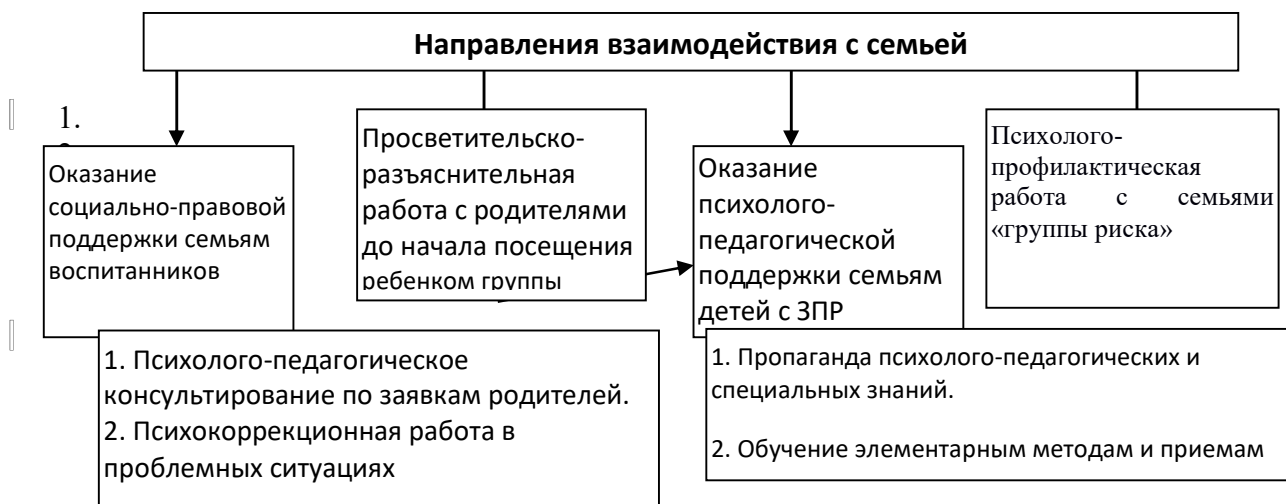 Направления взаимодействия с семьей
1.
Оказание
социально-правовой
поддержки семьям
воспитанников
Просветительско-
разъяснительная
работа с родителями
до начала посещения
ребенком группы
Оказание
психолого-
педагогической
поддержки семьям
детей с ЗПР
Психолого-
профилактическая
работа с семьями
«группы риска»
1. Психолого-педагогическое
консультирование по заявкам родителей.
2. Психокоррекционная работа в
проблемных ситуациях
1. Пропаганда психолого-педагогических и
специальных знаний.
2. Обучение элементарным методам и приемам